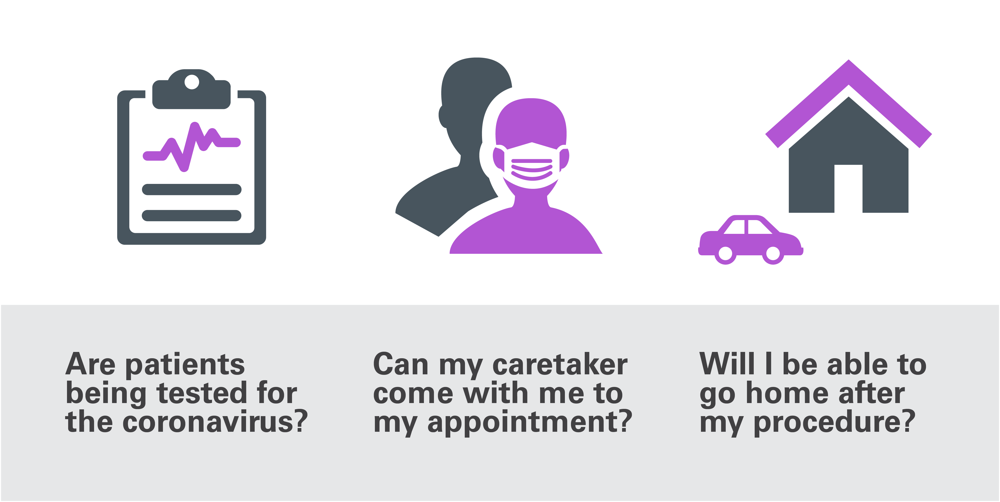 Are patients
being tested for
the coronavirus?
Can my caretaker
come with me to
my appointment?
Will I be able to
go home after
my procedure?